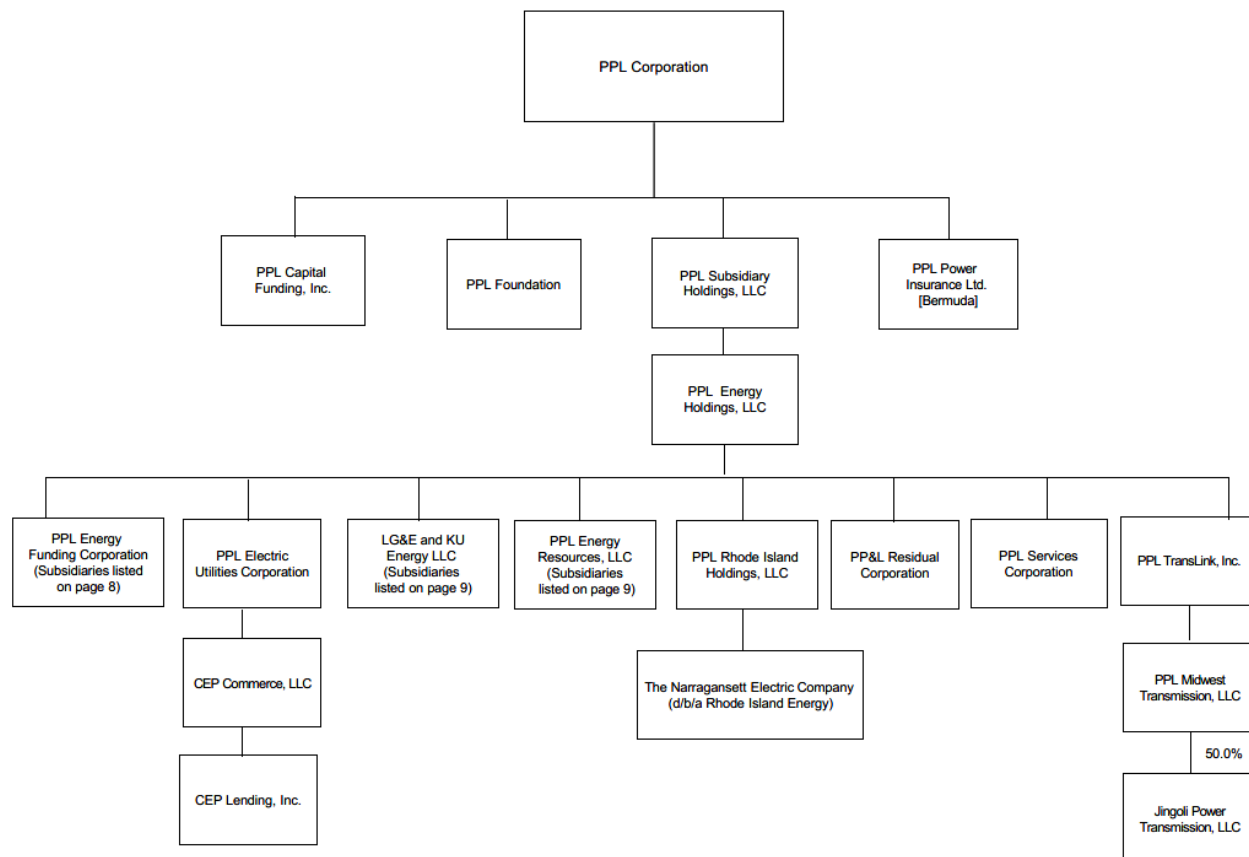 PPL Corporation
PPL Capital
Funding, Inc.
PPL Foundation
PPL Subsidiary
Holdings, LLC
PPL Power
Insurance Ltd.
[Bermuda]
PPL Energy
Holdings, LLC
PPL Energy
Funding Corporation
(Subsidiaries listed
on page 8)
PPL Electric
Utilities Corporation
LG&E and KU
Energy LLC
(Subsidiaries
listed on page 9)
PPL Energy
Resources, LLC
(Subsidiaries
listed on page 9)
PPL Rhode Island
Holdings, LLC
PP&L Residual
Corporation
PPL Services
Corporation
PPL TransLink, Inc.
CEP Commerce, LLC
The Narragansett Electric Company
(d/b/a Rhode Island Energy)
PPL Midwest
Transmission, LLC
50.0%
CEP Lending, Inc.
Jingoli Power
Transmission, LLC